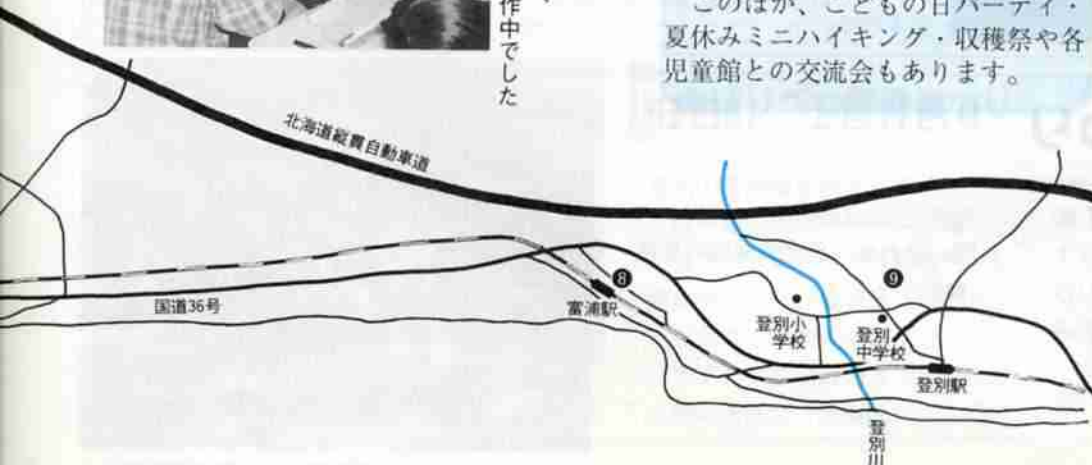 作中でした
このほか、こどもの日パーティ・
夏休みミニハイキング・収穫祭や各
児童館との交流会もあります。
北海道縦貫自動車道
国道36号
8
富浦駅
9
登別小
学校
登別
中学校
登別駅
登別川